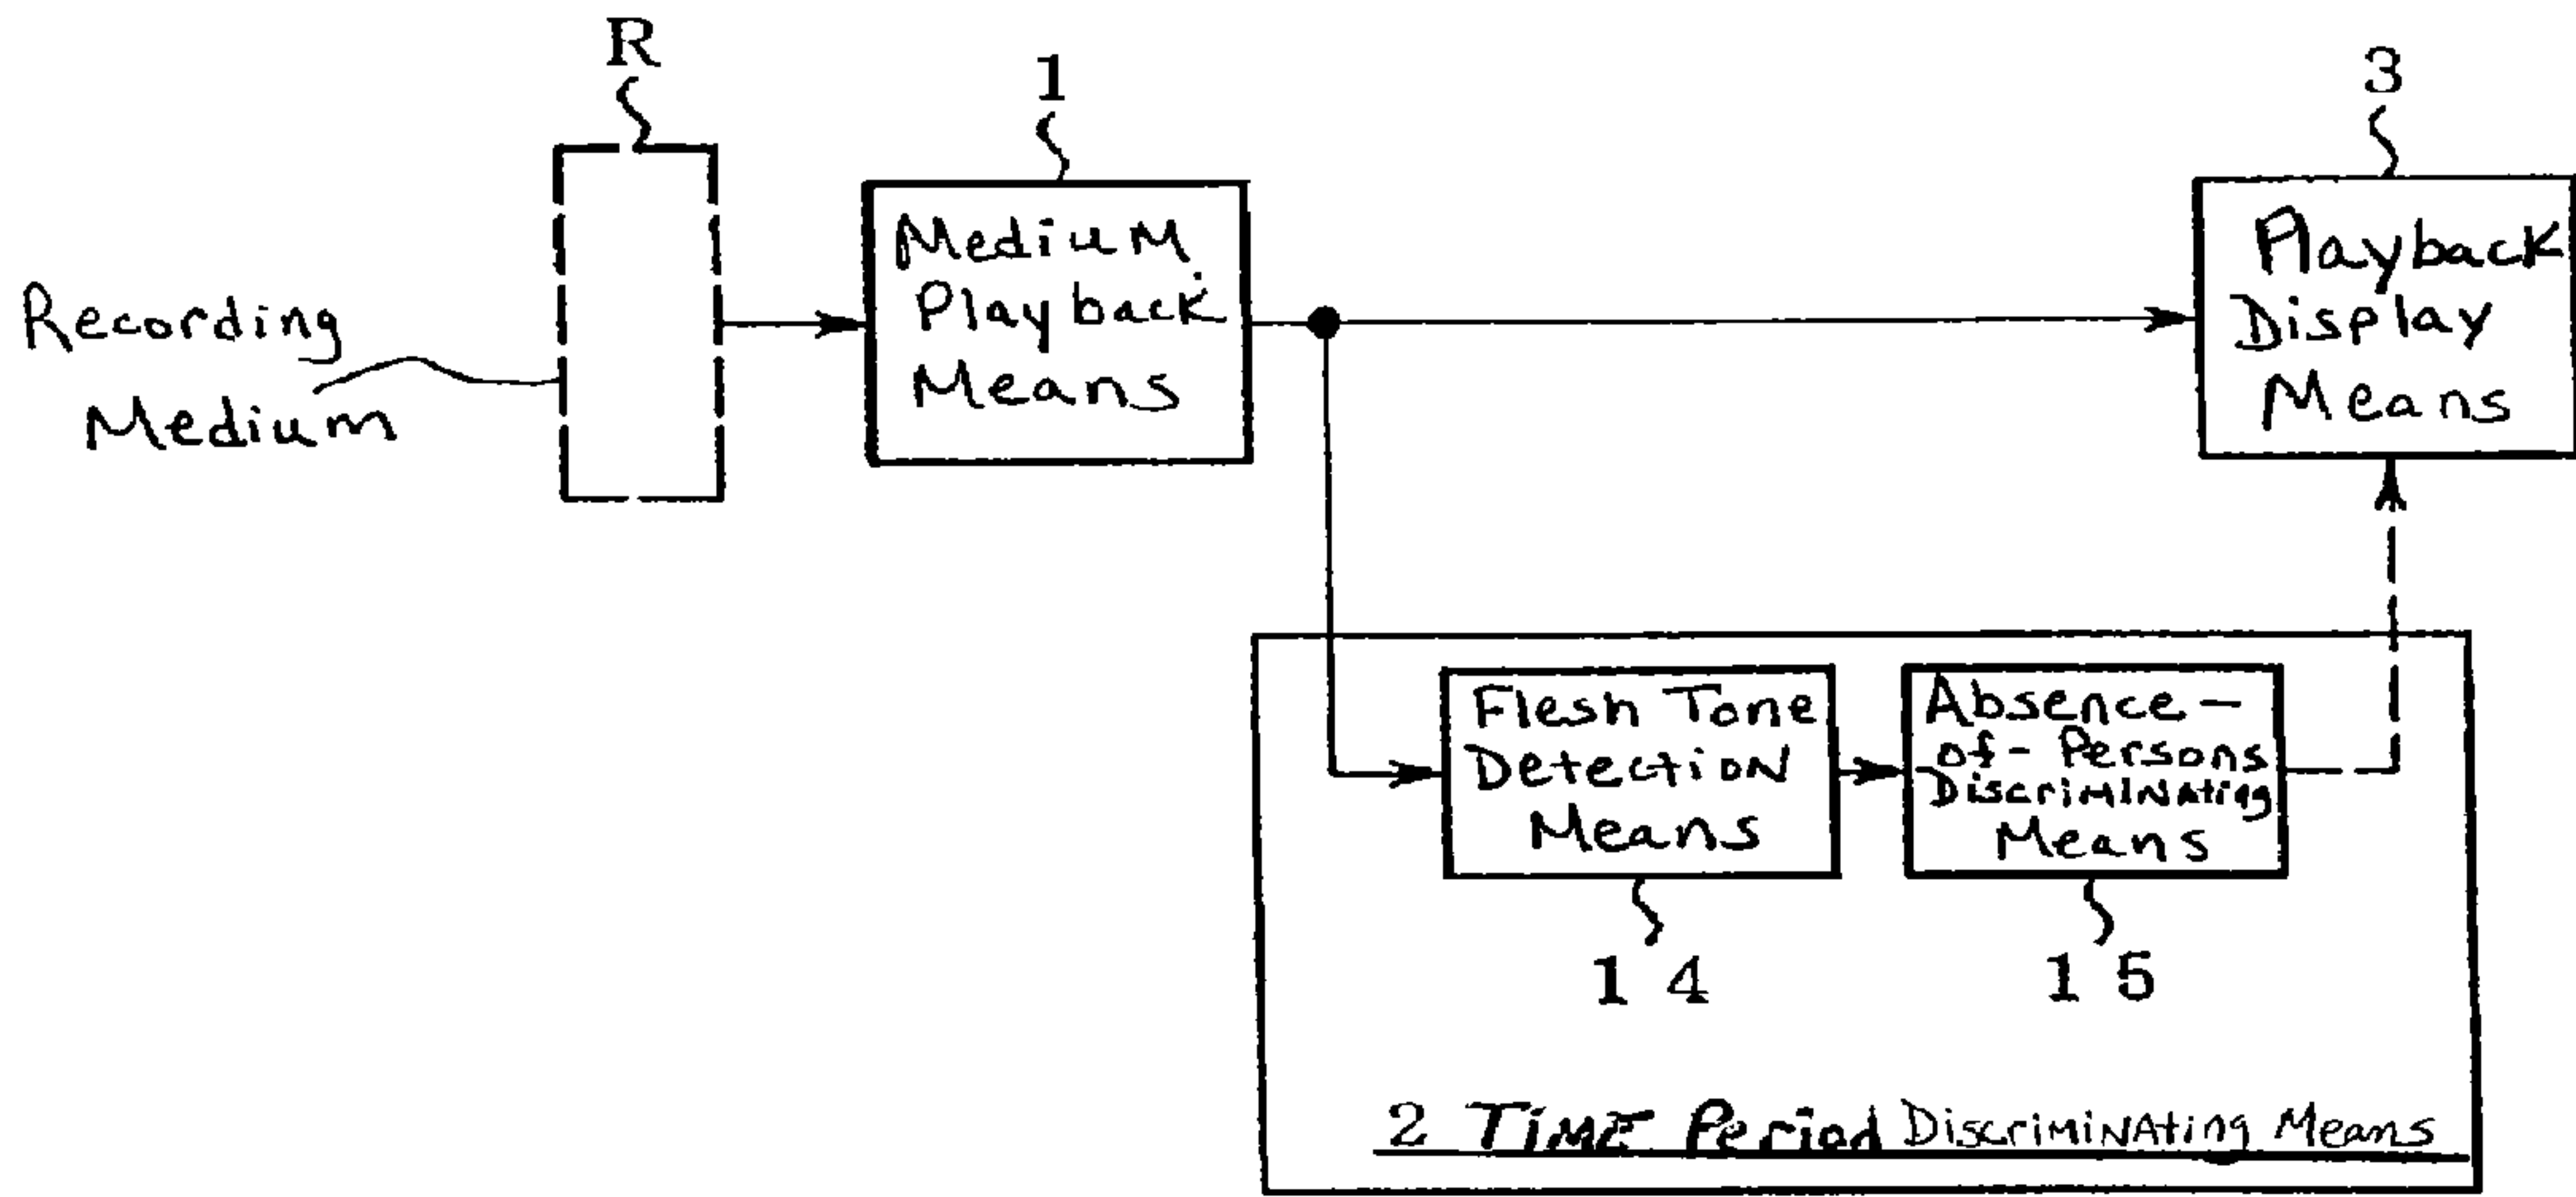 R
1
3
Recording
Medium
Medium
Playback
Means
Playback
Display
Means
Flesh Tone
Detection
Means
Absence-
of-Persons
Discriminating
Means
14
15
2 Time Period Discriminating Means